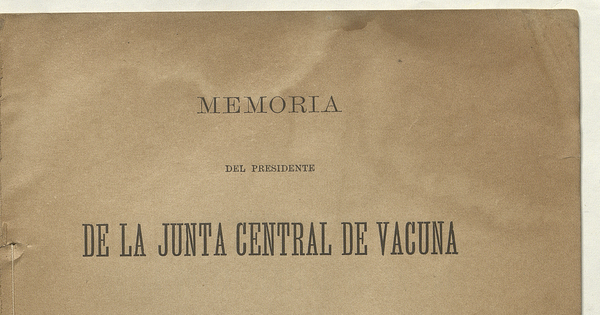 MEMORIA
DEL PRESIDENTE
DE LA JUNTA CENTRAL DE VACUNA